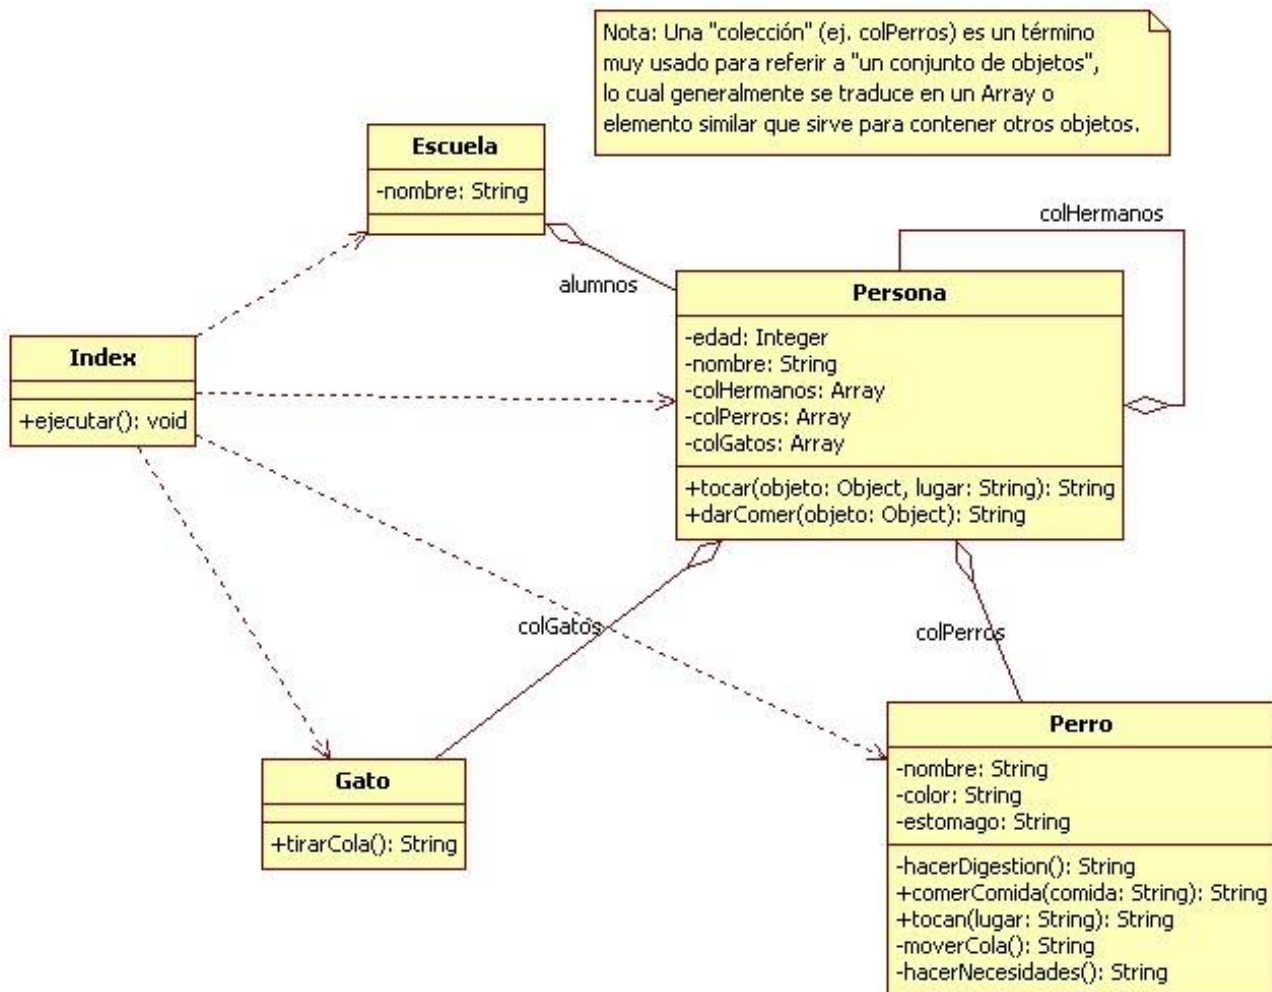 Nota: Una "colección" (ej. colPerros) es un término
muy usado para referir a "un conjunto de objetos",
lo cual generalmente se traduce en un Array o
elemento similar que sirve para contener otros objetos.
Escuela
-nombre: String
colHermanos
alumnos
Persona
-edad: Integer
-nombre: String
-colHermanos: Array
-colPerros: Array
-colGatos: Array
+tocar(objeto: Object, lugar: String): String
+darComer(objeto: Object): String
Index
+ejecutar(): void
colGatos
colPerros
Gato
+tirarCola(): String
Perro
-nombre: String
-color: String
-estomago: String
-hacerDigestion(): String
+comerComida(comida: String): String
+tocan(lugar: String): String
-moverCola(): String
-hacerNecesidades(): String